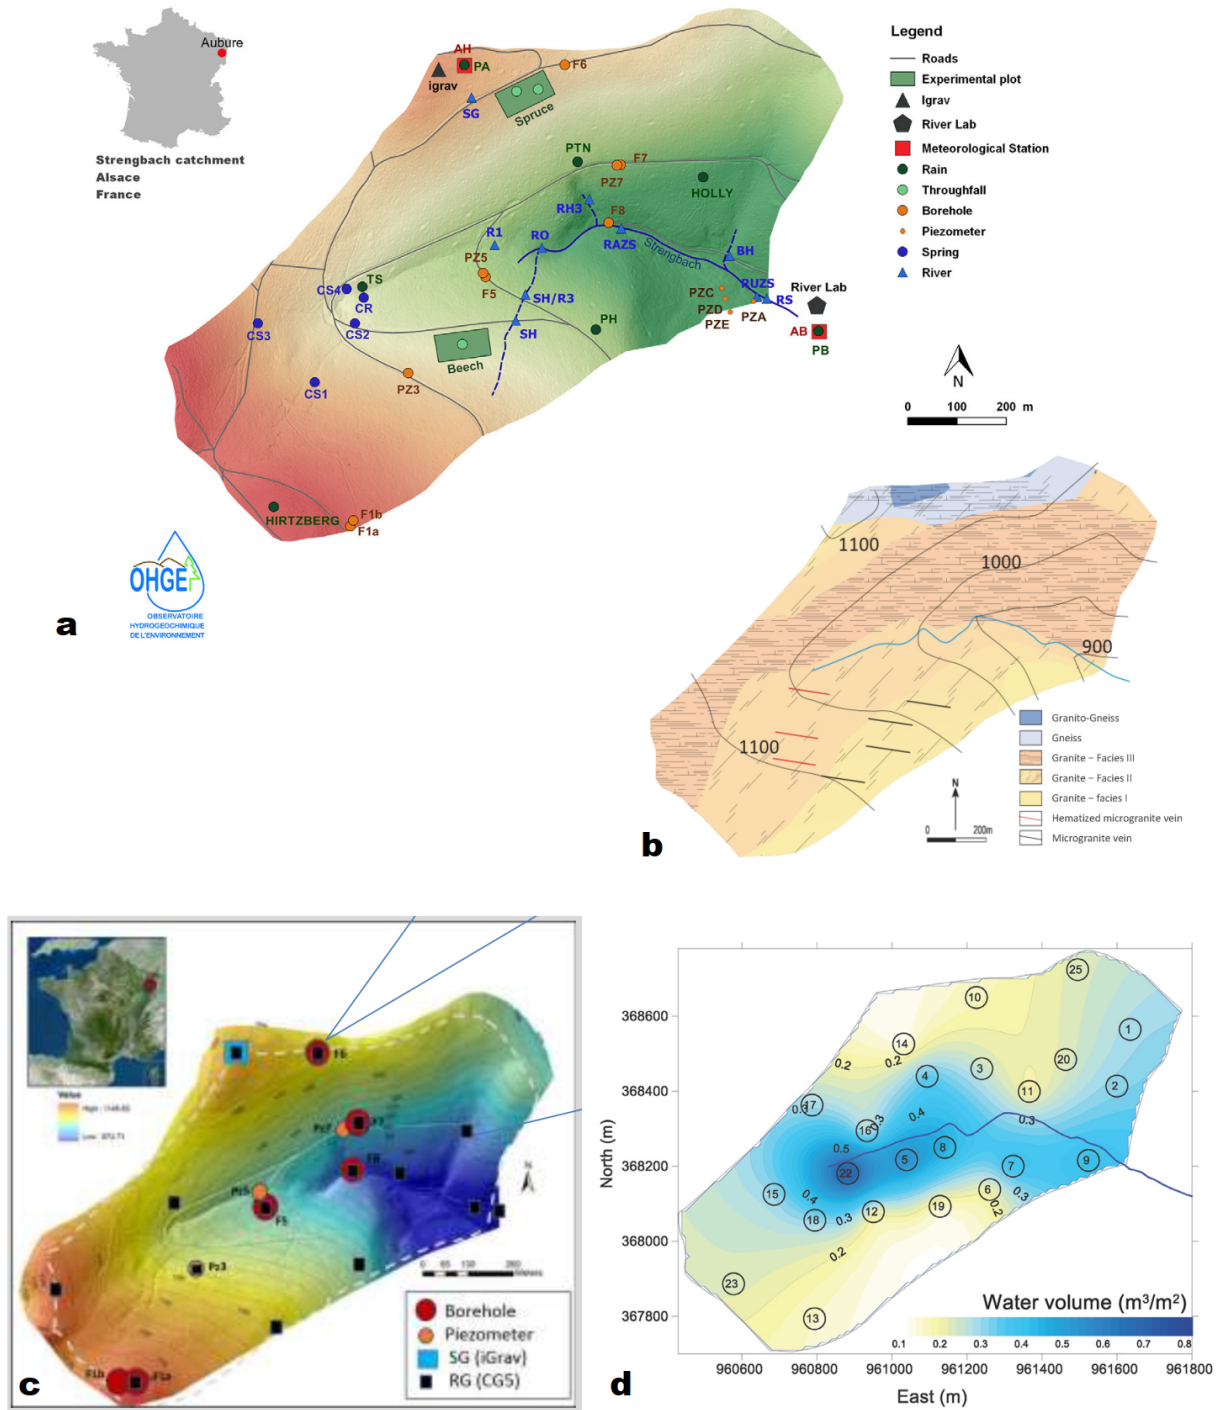 Aubure
Strengbach catchment
Alsace
France
AH
PA
igrav
SG
F6
Spruce
PTN
F7
PZ7
HOLLY
RH3
F8
R1
RO
RAZS
Strengbach
BH
PZ5
F5
TS
CS4
CR
CS3
CS2
SH/R3
SH
PH
PZC
PZD
PZE
PZA
RUZS
RS
River Lab
AB
PB
Beech
PZ3
CS1
HIRTZBERG
F1b
F1a
Legend
Roads
Experimental plot
Igrav
River Lab
Meteorological Station
Rain
Throughfall
Borehole
Piezometer
Spring
River
N
0 100 200 m
OHGE
OBSERVATOIRE
HYDROGEOCHIMIQUE
DE L'ENVIRONNEMENT
a
1100
1000
900
1100
Granito-Gneiss
Gneiss
Granite – Facies III
Granite – Facies II
Granite – facies I
Hematized microgranite vein
Microgranite vein
N
0 200m
b
Value
F6
F7
F5
Pz3
F1b
F1a
N
Borehole
Piezometer
SG (iGrav)
RG (CG5)
c
368600
368400
368200
368000
367800
North (m)
25
10
1
14
0.2
0.2
3
20
4
2
11
17
0.3
16
0.3
0.4
0.3
0.5
8
5
22
7
9
15
0.4
6
0.3
18
0.3
12
19
0.2
0.2
23
13
Water volume (m³/m²)
0.1 0.2 0.3 0.4 0.5 0.6 0.7 0.8
960600 960800 961000 961200 961400 961600 961800
East (m)
d